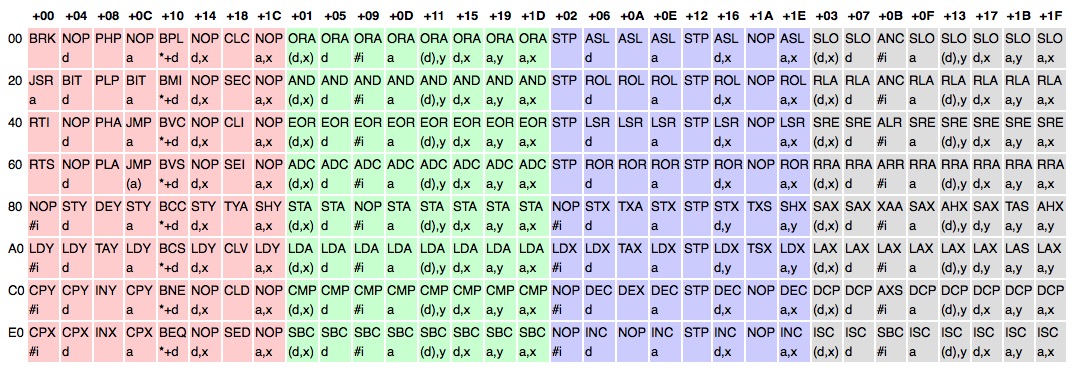 +00 +04 +08 +0C +10 +14 +18 +1C +01 +05 +09 +0D +11 +15 +19 +1D +02 +06 +0A +0E +12 +16 +1A +1E +03 +07 +0B +0F +13 +17 +1B +1F
00 BRK NOP PHP NOP BPL NOP CLC NOP ORA ORA ORA ORA ORA ORA ORA ORA STP ASL ASL ASL STP ASL NOP ASL SLO SLO ANC SLO SLO SLO SLO SLO
d a *+d d,x a,x (d,x) d #i a (d),y d,x a,y a,x d a d,x a,x (d,x) d #i a (d),y d,x a,y a,x
20 JSR BIT PLP BIT BMI NOP SEC NOP AND AND AND AND AND AND AND AND STP ROL ROL ROL STP ROL NOP ROL RLA RLA ANC RLA RLA RLA RLA RLA
a d a *+d d,x a,x (d,x) d #i a (d),y d,x a,y a,x d a d,x a,x (d,x) d #i a (d),y d,x a,y a,x
40 RTI NOP PHA JMP BVC NOP CLI NOP EOR EOR EOR EOR EOR EOR EOR EOR STP LSR LSR LSR STP LSR NOP LSR SRE SRE ALR SRE SRE SRE SRE SRE
d a *+d d,x a,x (d,x) d #i a (d),y d,x a,y a,x d a d,x a,x (d,x) d #i a (d),y d,x a,y a,x
60 RTS NOP PLA JMP BVS NOP SEI NOP ADC ADC ADC ADC ADC ADC ADC ADC STP ROR ROR ROR STP ROR NOP ROR RRA RRA ARR RRA RRA RRA RRA RRA
d (a) *+d d,x a,x (d,x) d #i a (d),y d,x a,y a,x d a d,x a,x (d,x) d #i a (d),y d,x a,y a,x
80 NOP STY DEY STY BCC STY TYA SHY STA STA NOP STA STA STA STA STA NOP STX TXA STX STP STX TXS SHX SAX SAX XAA SAX AHX SAX TAS AHX
#i d a *+d d,x a,x (d,x) d #i a (d),y d,x a,y a,x #i d a d,y a,y (d,x) d #i a (d),y d,y a,y a,y
A0 LDY LDY TAY LDY BCS LDY CLV LDY LDA LDA LDA LDA LDA LDA LDA LDA LDX LDX TAX LDX STP LDX TSX LDX LAX LAX LAX LAX LAX LAX LAS LAX
#i d a *+d d,x a,x (d,x) d #i a (d),y d,x a,y a,x #i d a d,y a,y (d,x) d #i a (d),y d,y a,y a,y
C0 CPY CPY INY CPY BNE NOP CLD NOP CMP CMP CMP CMP CMP CMP CMP CMP NOP DEC DEX DEC STP DEC NOP DEC DCP DCP AXS DCP DCP DCP DCP DCP
#i d a *+d d,x a,x (d,x) d #i a (d),y d,x a,y a,x #i d a d,x a,x (d,x) d #i a (d),y d,x a,y a,x
E0 CPX CPX INX CPX BEQ NOP SED NOP SBC SBC SBC SBC SBC SBC SBC SBC NOP INC NOP INC STP INC NOP INC ISC ISC SBC ISC ISC ISC ISC ISC
#i d a *+d d,x a,x (d,x) d #i a (d),y d,x a,y a,x #i d a d,x a,x (d,x) d #i a (d),y d,x a,y a,x